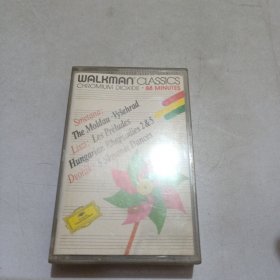 WALKMAN CLASSICS
CHROMIUM DIOXIDE · 86 MINUTES
Smetana:
The Moldau · Vyšehrad
Liszt: Les Préludes
Hungarian Rhapsodies 2 & 5
Dvořák: 5 Slavonic Dances